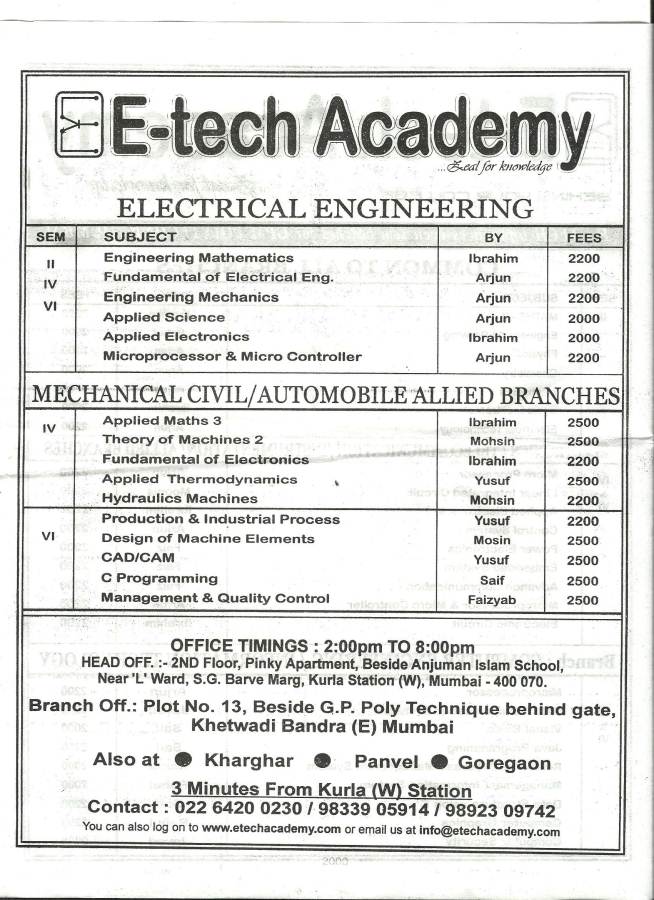 E-tech Academy
...Zeal for knowledge
ELECTRICAL ENGINEERING
SEM SUBJECT BY FEES
II Engineering Mathematics Ibrahim 2200
IV Fundamental of Electrical Eng. Arjun 2200
VI Engineering Mechanics Arjun 2200
Applied Science Arjun 2000
Applied Electronics Ibrahim 2000
Microprocessor & Micro Controller Arjun 2200
MECHANICAL CIVIL/AUTOMOBILE ALLIED BRANCHES
IV Applied Maths 3 Ibrahim 2500
Theory of Machines 2 Mohsin 2500
Fundamental of Electronics Ibrahim 2200
Applied Thermodynamics Yusuf 2500
Hydraulics Machines Mohsin 2200
Production & Industrial Process Yusuf 2200
VI Design of Machine Elements Mosin 2500
CAD/CAM Yusuf 2500
C Programming Saif 2500
Management & Quality Control Faizyab 2500
OFFICE TIMINGS : 2:00pm TO 8:00pm
HEAD OFF. :- 2ND Floor, Pinky Apartment, Beside Anjuman Islam School,
Near 'L' Ward, S.G. Barve Marg, Kurla Station (W), Mumbai - 400 070.
Branch Off.: Plot No. 13, Beside G.P. Poly Technique behind gate,
Khetwadi Bandra (E) Mumbai
Also at ● Kharghar ● Panvel ● Goregaon
3 Minutes From Kurla (W) Station
Contact : 022 6420 0230 / 98339 05914 / 98923 09742
You can also log on to www.etechacademy.com or email us at info@etechacademy.com